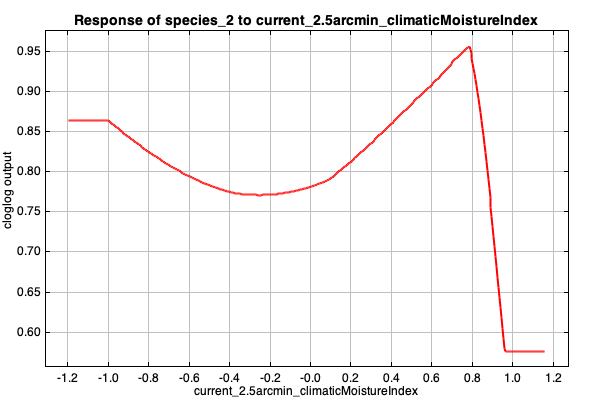 Response of species_2 to current_2.5arcmin_climaticMoistureIndex
cloglog output
0.95
0.90
0.85
0.80
0.75
0.70
0.65
0.60
-1.2 -1.0 -0.8 -0.6 -0.4 -0.2 -0.0 0.2 0.4 0.6 0.8 1.0 1.2
current_2.5arcmin_climaticMoistureIndex